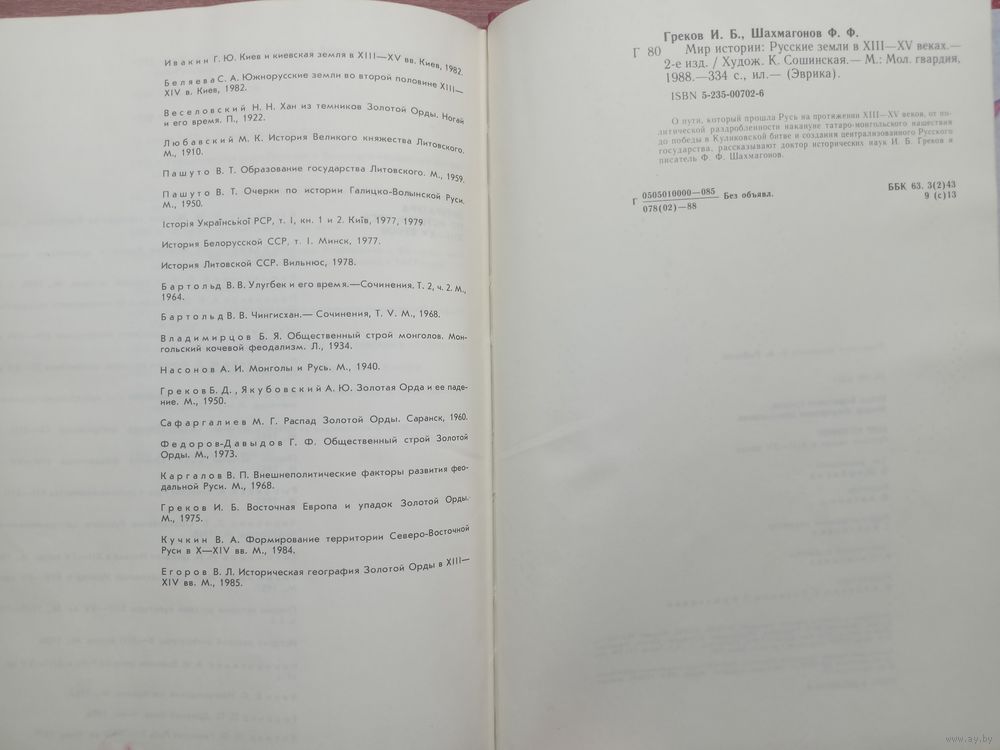 Ивакин Г. Ю. Киев и киевская земля в XIII—XV вв. Киев, 1982.
Беляева С. А. Южнорусские земли во второй половине XIII—
XIV в. Киев, 1982.
Веселовский Н. Н. Хан из темников Золотой Орды. Ногай
и его время. П., 1922.
Любавский М. К. История Великого княжества Литовского.
М., 1910.
Пашуто В. Т. Образование государства Литовского. М., 1959.
Пашуто В. Т. Очерки по истории Галицко-Волынской Руси.
М., 1950.
Історія Української РСР, т. І, кн. 1 и 2. Київ, 1977, 1979.
История Белорусской ССР, т. I. Минск, 1977.
История Литовской ССР. Вильнюс, 1978.
Бартольд В. В. Улугбек и его время.—Сочинения, Т. 2, ч. 2. М.,
1964.
Бартольд В. В. Чингисхан.— Сочинения, Т. V. М., 1968.
Владимирцов Б. Я. Общественный строй монголов. Мон-
гольский кочевой феодализм. Л., 1934.
Насонов А. И. Монголы и Русь. М., 1940.
Греков Б. Д., Якубовский А. Ю. Золотая Орда и ее паде-
ние. М., 1950.
Сафаргалиев М. Г. Распад Золотой Орды. Саранск, 1960.
Федоров-Давыдов Г. Ф. Общественный строй Золотой
Орды. М., 1973.
Каргалов В. П. Внешнеполитические факторы развития фео-
дальной Руси. М., 1968.
Греков И. Б. Восточная Европа и упадок Золотой Орды.
М., 1975.
Кучкин В. А. Формирование территории Северо-Восточной
Руси в X—XIV вв. М., 1984.
Егоров В. Л. Историческая география Золотой Орды в XIII—
XIV вв. М., 1985.
Греков И. Б., Шахмагонов Ф. Ф.
Г 80 Мир истории: Русские земли в XIII—XV веках.—
2-е изд. / Худож. К. Сошинская.— М.: Мол. гвардия,
1988.—334 с., ил.— (Эврика).
ISBN 5-235-00702-6
О пути, который прошла Русь на протяжении XIII—XV веков, от по-
литической раздробленности накануне татаро-монгольского нашествия
до победы в Куликовской битве и создания централизованного Русского
государства, рассказывают доктор исторических наук И. Б. Греков и
писатель Ф. Ф. Шахмагонов.
Г 0505010000—085 Без объявл.
078(02)—88
ББК 63. 3(2)43
9 (с)13
www.ay.by